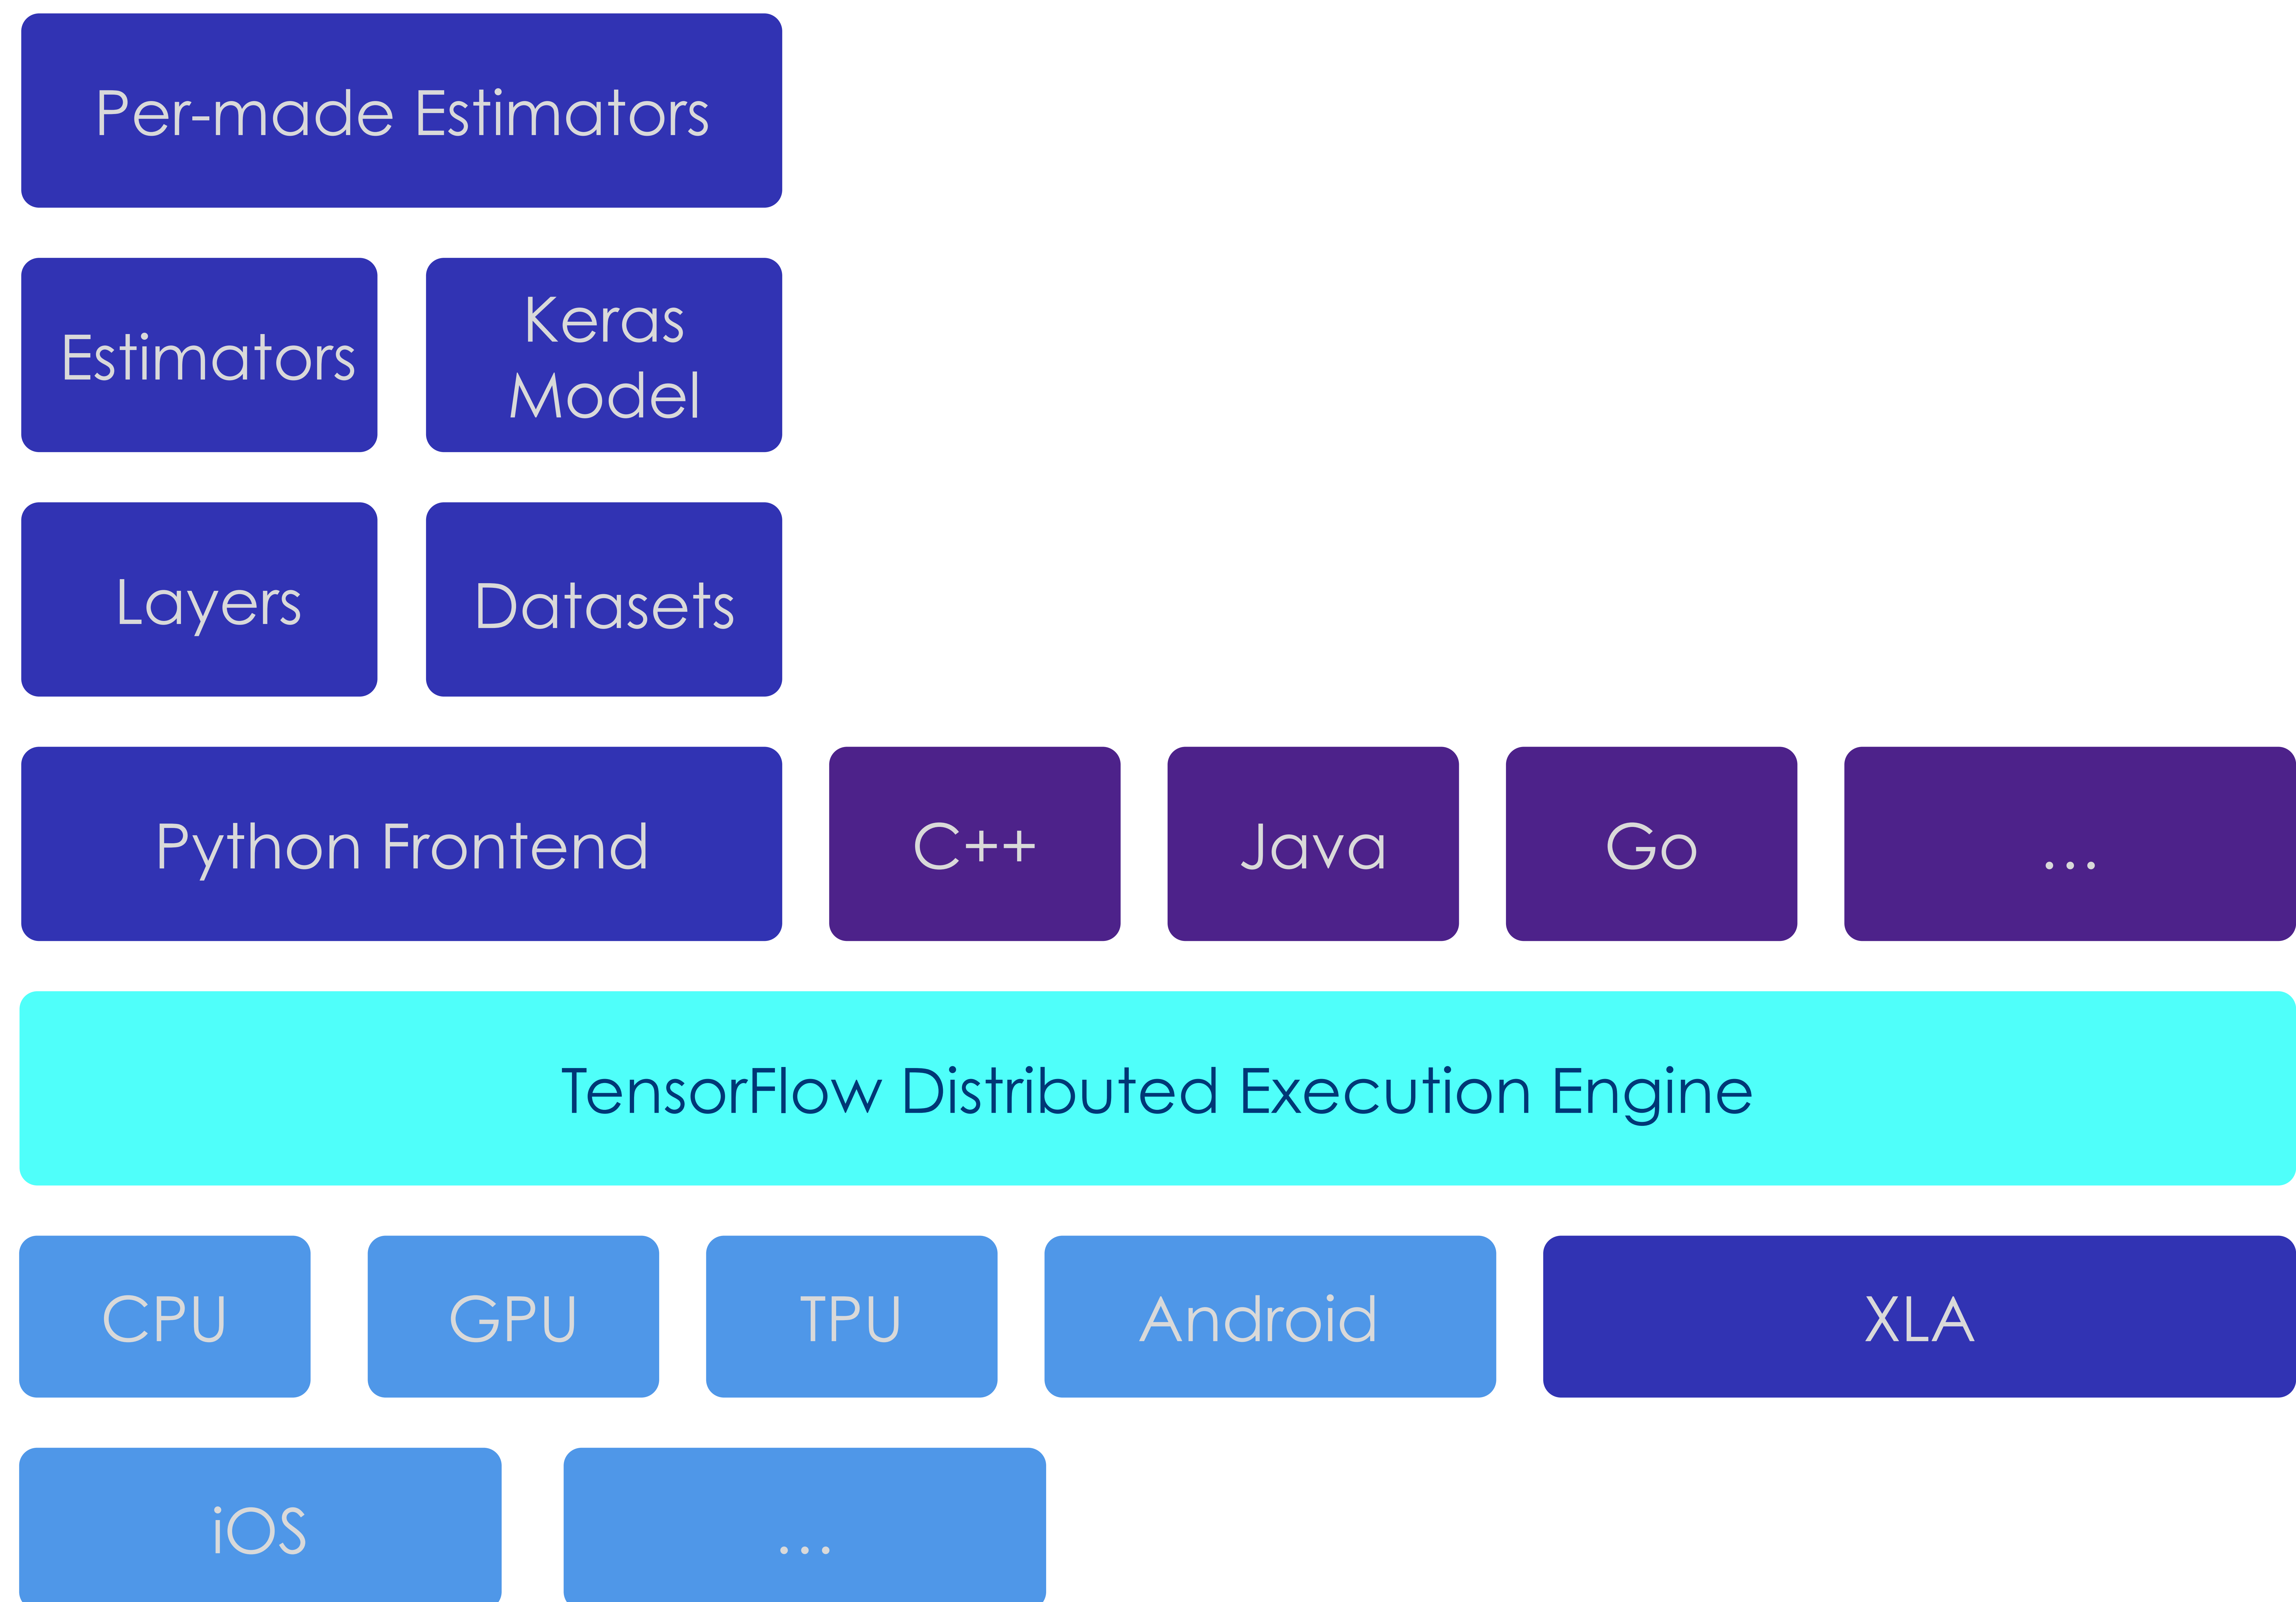 Per-made Estimators
Estimators
Keras
Model
Layers
Datasets
Python Frontend
C++
Java
Go
...
TensorFlow Distributed Execution Engine
CPU
GPU
TPU
Android
XLA
iOS
...